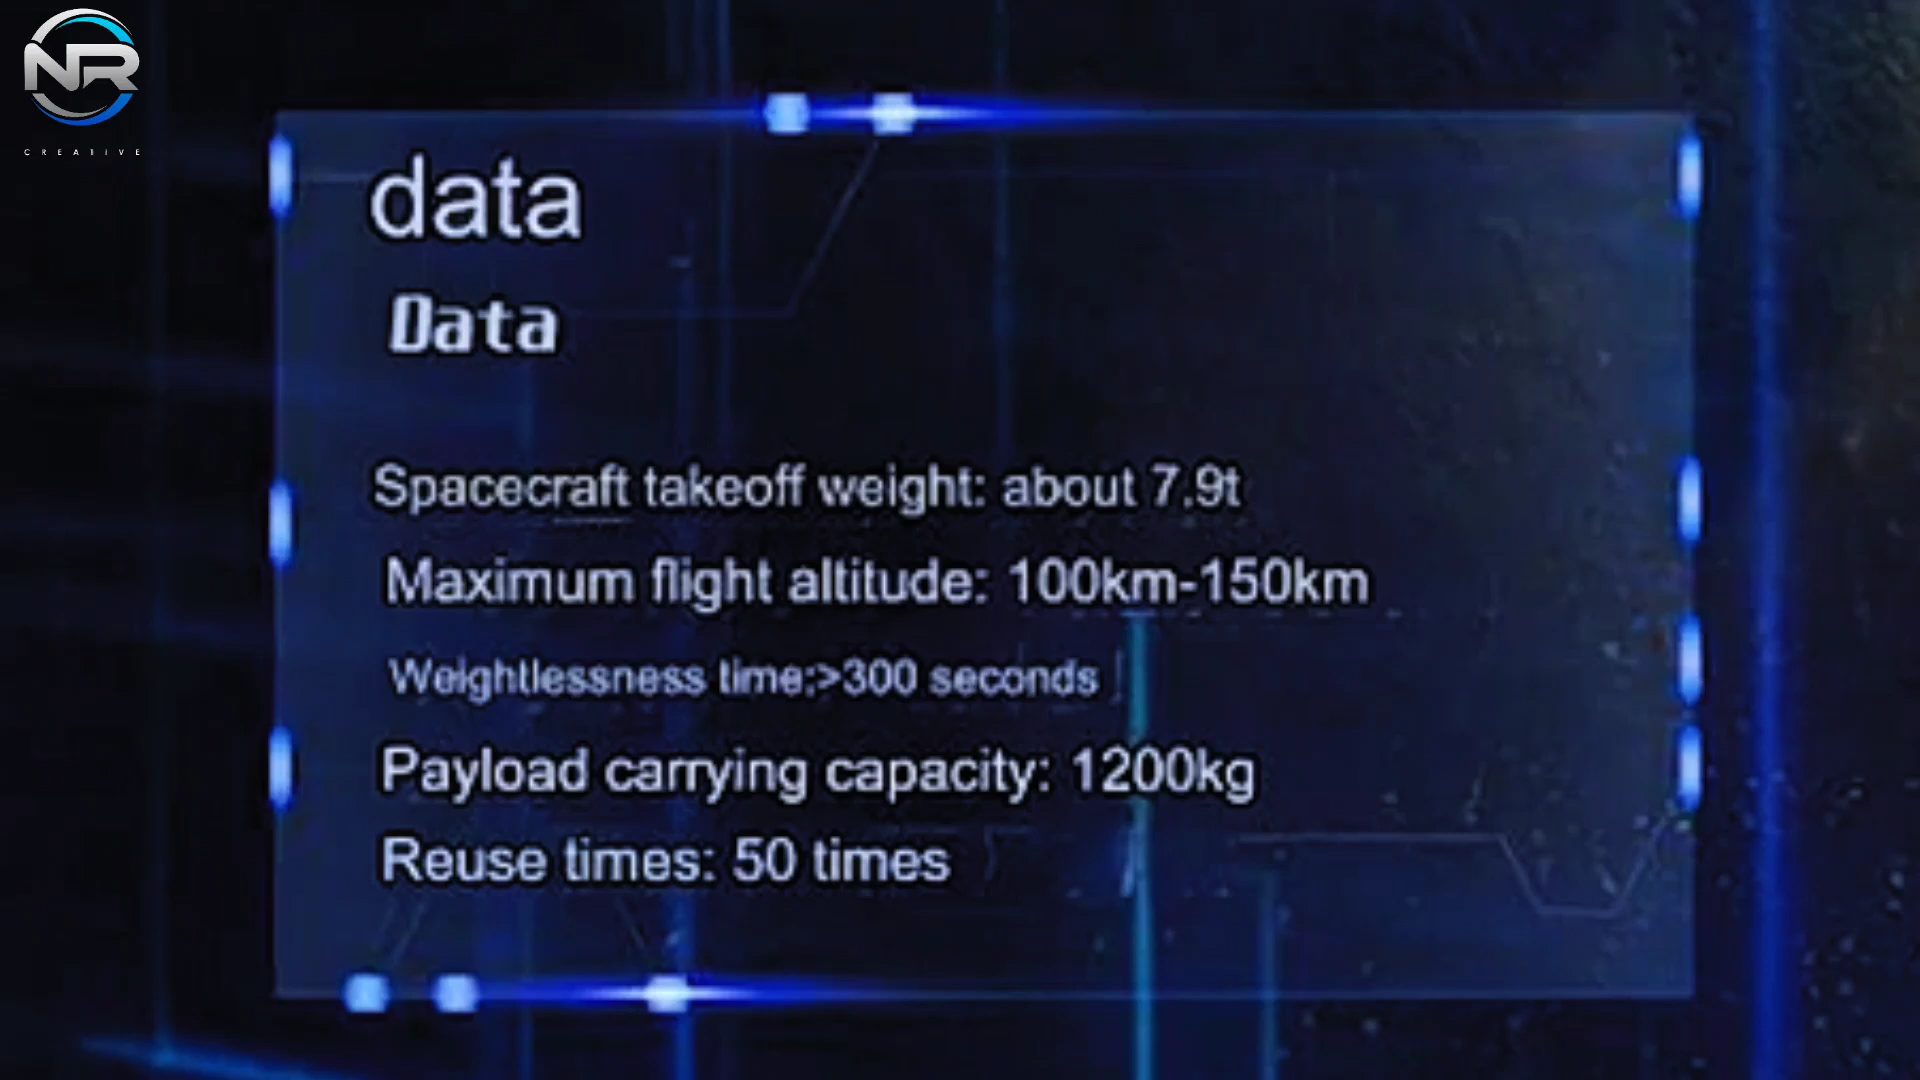 NR
CREATIVE
data
Data
Spacecraft takeoff weight: about 7.9t
Maximum flight altitude: 100km-150km
Weightlessness time:>300 seconds
Payload carrying capacity: 1200kg
Reuse times: 50 times